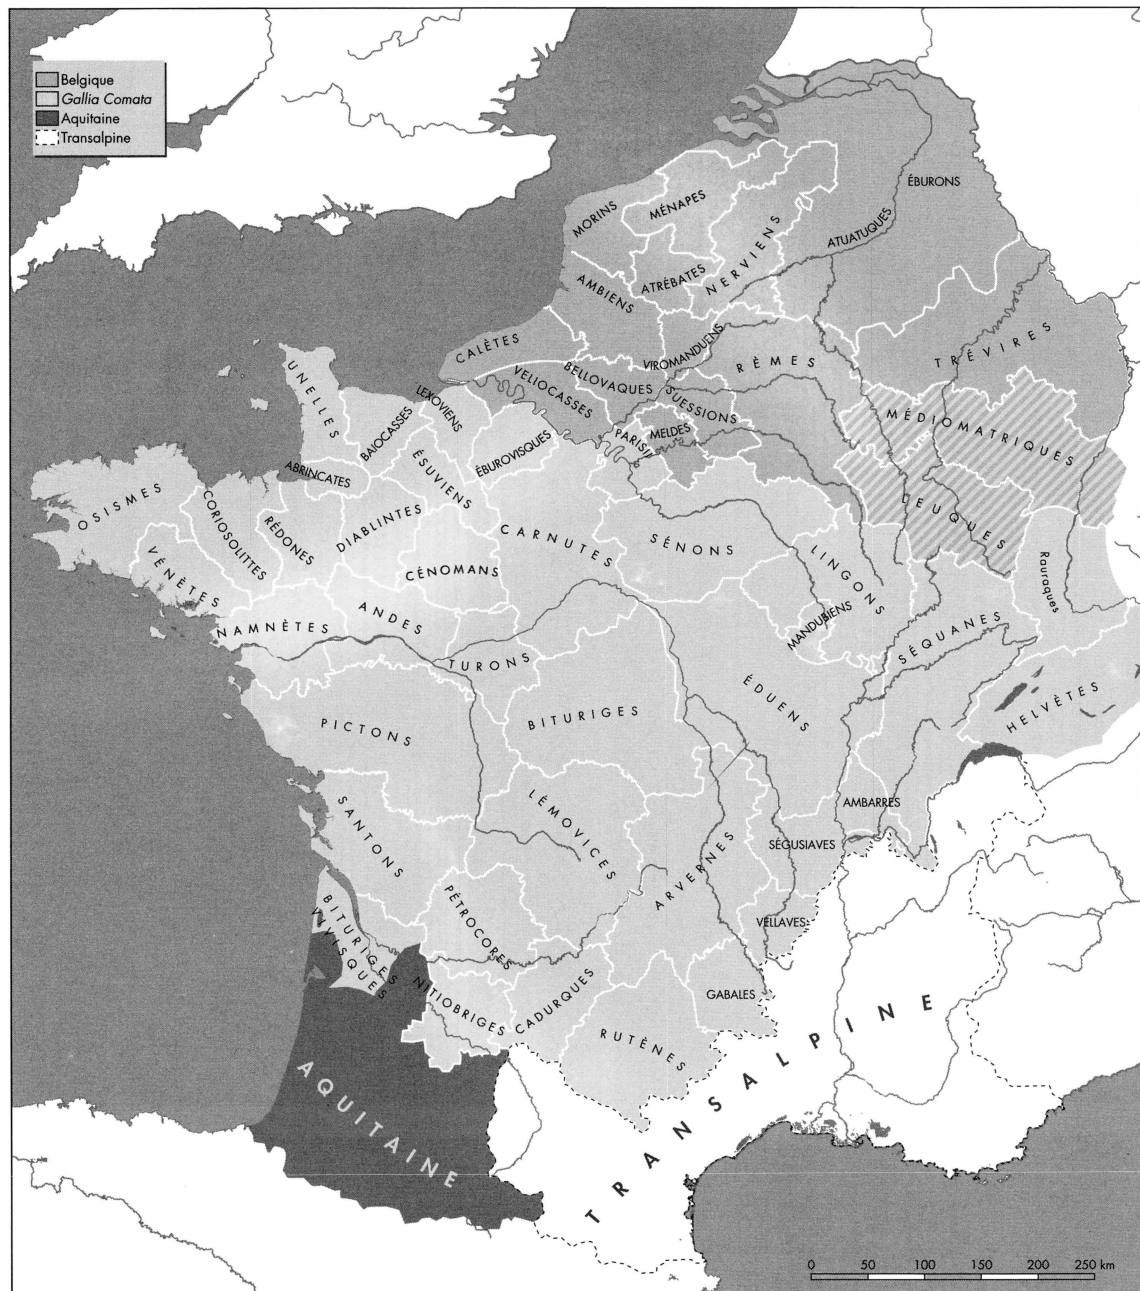 Belgique
Gallia Comata
Aquitaine
Transalpine
ÉBURONS
MORINS
MÉNAPES
ATUATUQUES
NERVIENS
ATRÉBATES
AMBIENS
CALÈTES
VIROMANDUENS
RÈMES
TRÉVIRES
UNELLES
LEXOVIENS
VELIOCASSES
BELLOVAQUES
SUESSIONS
MÉDIOMATRIQUES
BAIOCASSES
PARISII
MELDES
ÉBUROVISQUES
ÉSUVIENS
ABRINCATES
LEUQUES
OSISMES
CORIOSOLITTES
RÉDONES
DIABLINTES
CARNUTES
SÉNONS
LINGONS
Rauraques
VÉNÈTES
CÉNOMANS
MANDUBIENS
NAMNÈTES
ANDES
SÉQUANES
TURONS
ÉDUENS
HELVÈTES
PICTONS
BITURIGES
LÉMOVICES
AMBARRES
SANTONS
ARVERNES
SÉGUSIAVES
BITURIGES
VIVISQUES
PÉTROCORES
VELLAVES
NITIOBRIGES
CADURQUES
GABALES
RUTÈNES
AQUITAINE
TRANSALPINE
0 50 100 150 200 250 km